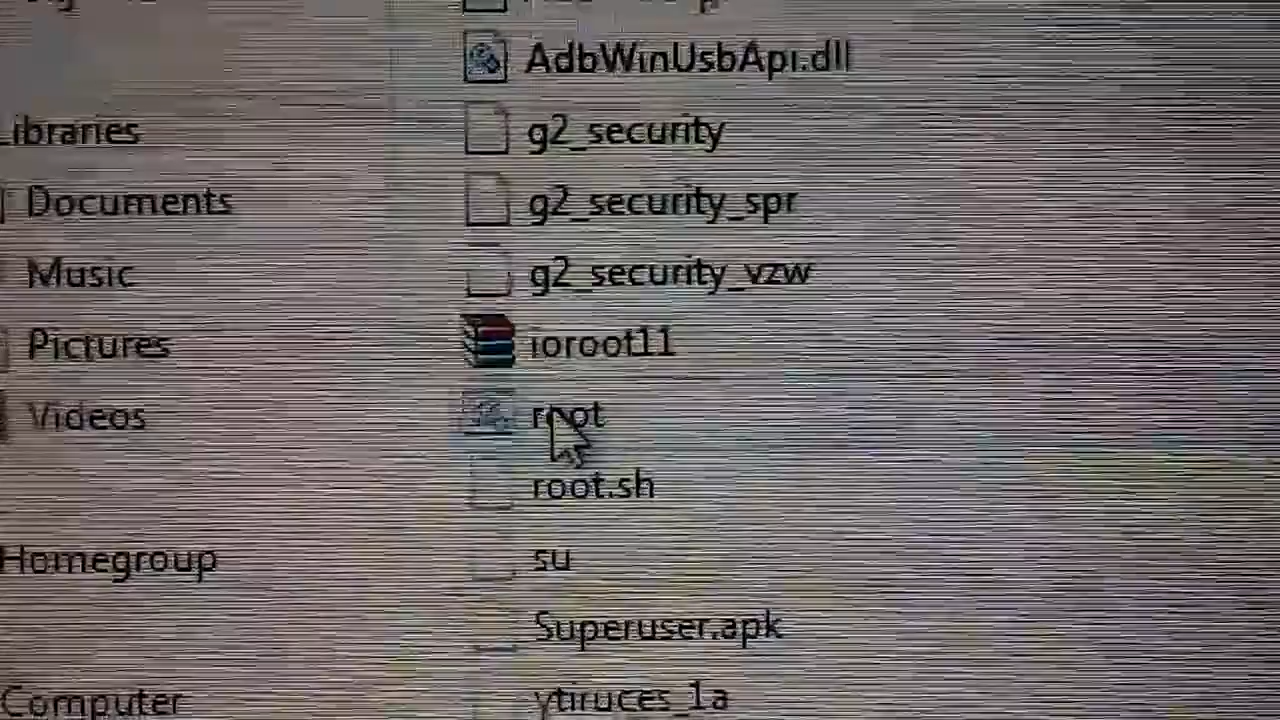 AdbWinUsbApi.dll
Libraries
g2_security
Documents
g2_security_spr
Music
g2_security_vzw
Pictures
ioroot11
Videos
root
root.sh
Homegroup
su
Superuser.apk
Computer
ytiruces_1a